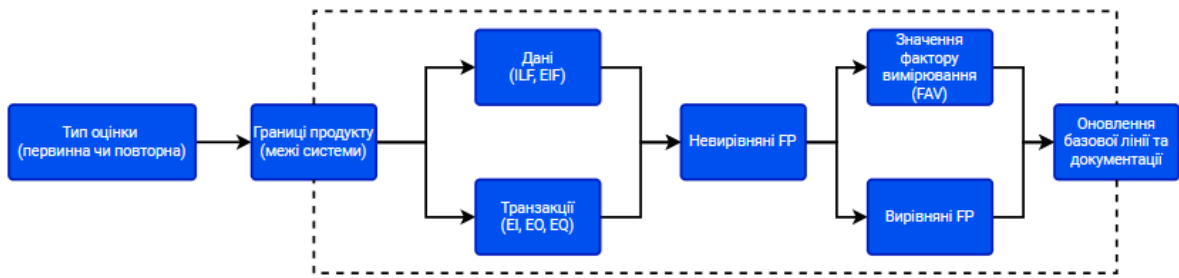 Тип оцінки
(первинна чи повторна)
Границі продукту
(межі системи)
Дані
(ILF, EIF)
Транзакції
(EI, EO, EQ)
Невирівняні FP
Значення
фактору
вимірювання
(FAV)
Вирівняні FP
Оновлення
базової лінії та
документації